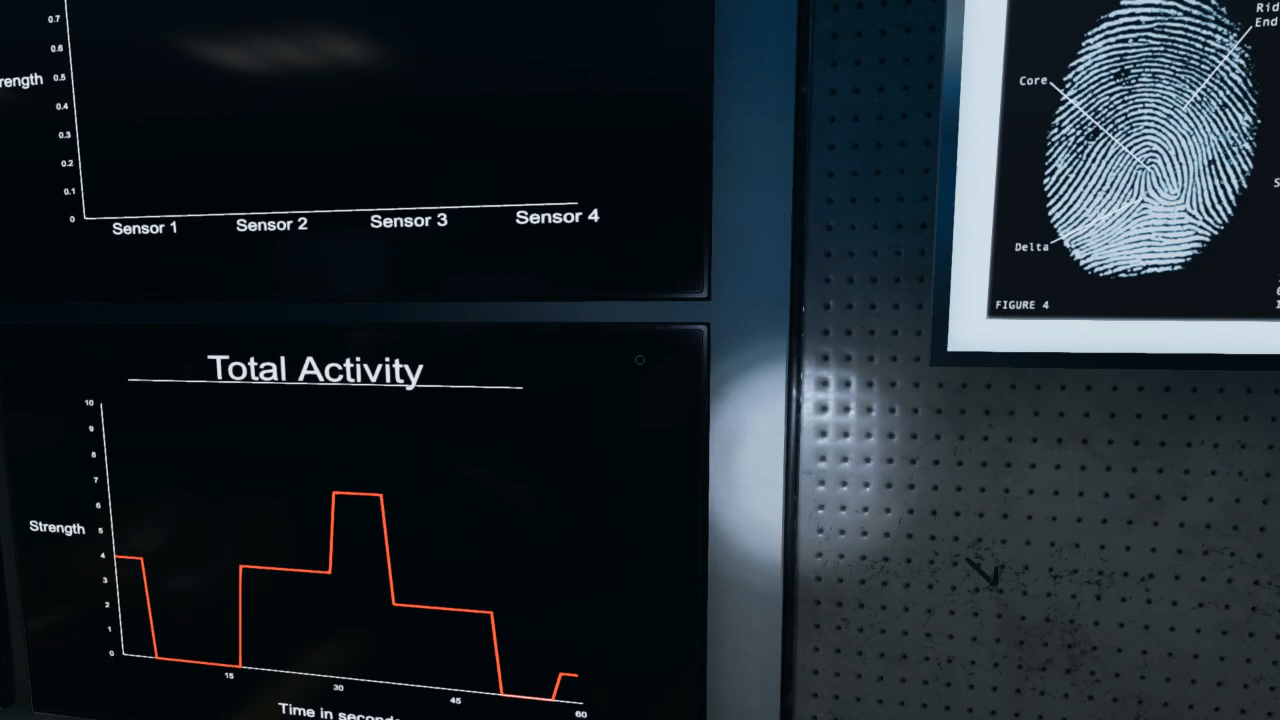 0.7
0.6
0.5
0.4
0.3
0.2
0.1
0
Sensor 1
Sensor 2
Sensor 3
Sensor 4
Total Activity
10
9
8
7
6
5
4
3
2
1
0
Strength
15
30
45
60
Time in
Core
Delta
FIGURE 4